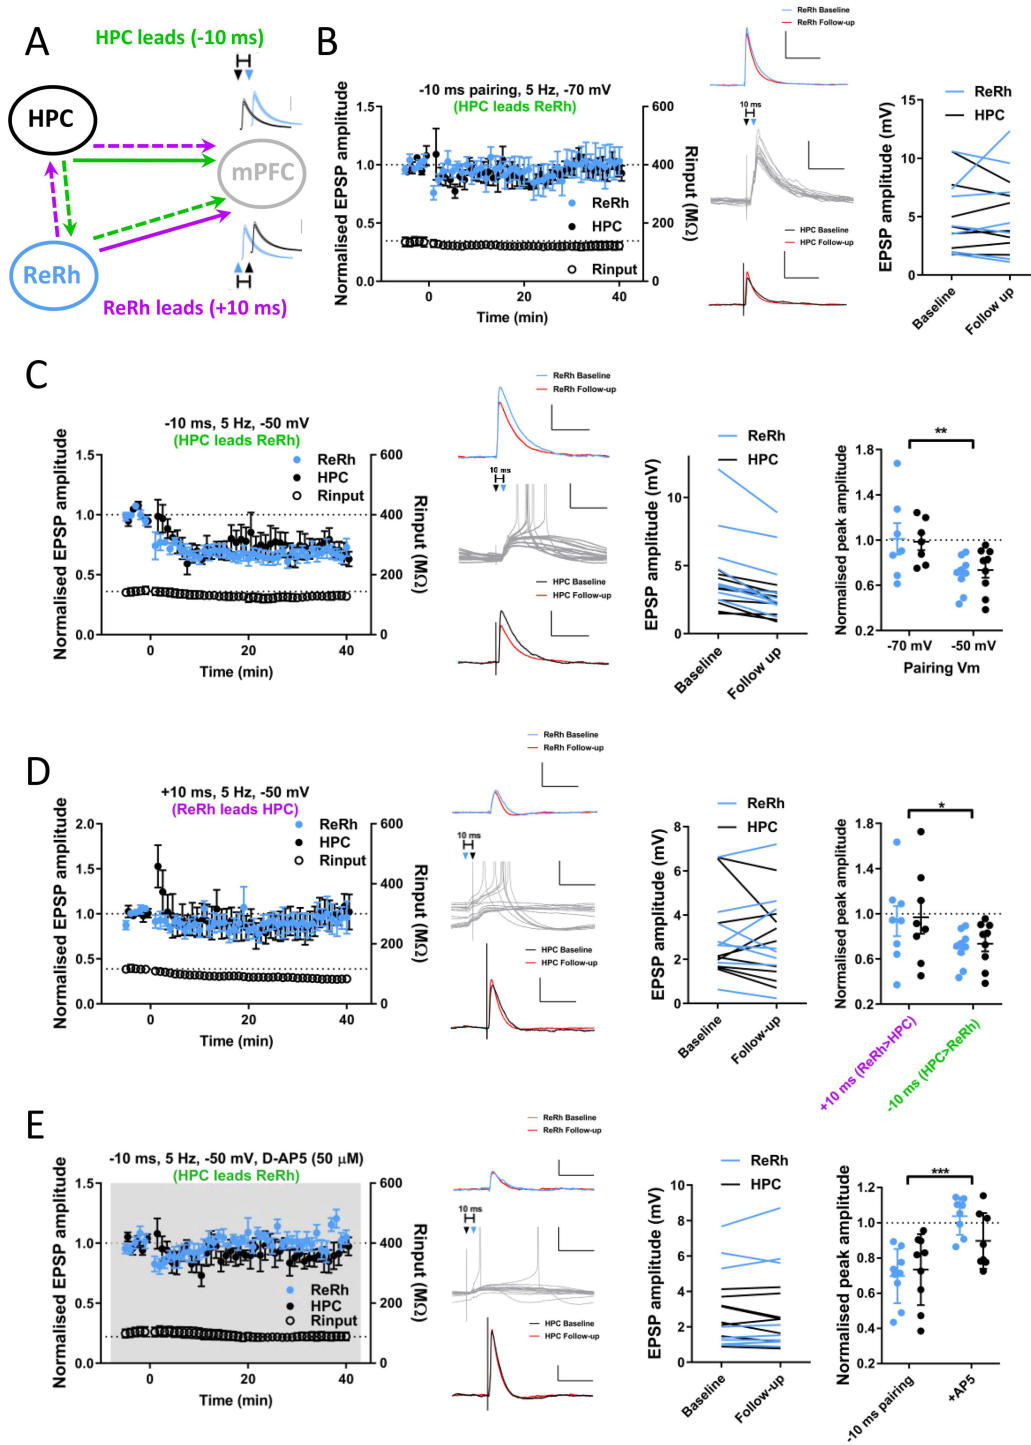 A
HPC leads (-10 ms)
HPC
mPFC
ReRh
ReRh leads (+10 ms)
B
-10 ms pairing, 5 Hz, -70 mV
(HPC leads ReRh)
Normalised EPSP amplitude
1.5
1.0
0.5
0.0
600
400
200
0
Rinput (MΩ)
ReRh
HPC
Rinput
0
20
40
Time (min)
ReRh Baseline
ReRh Follow-up
10 ms
HPC Baseline
HPC Follow-up
EPSP amplitude (mV)
15
10
5
0
ReRh
HPC
Baseline
Follow up
C
-10 ms, 5 Hz, -50 mV
(HPC leads ReRh)
Normalised EPSP amplitude
1.5
1.0
0.5
0.0
600
400
200
0
Rinput (MΩ)
ReRh
HPC
Rinput
0
20
40
Time (min)
ReRh Baseline
ReRh Follow-up
10 ms
HPC Baseline
HPC Follow-up
EPSP amplitude (mV)
10
5
0
ReRh
HPC
Baseline
Follow up
Normalised peak amplitude
1.8
1.4
1.0
0.6
0.2
**
-70 mV
-50 mV
Pairing Vm
D
+10 ms, 5 Hz, -50 mV
(ReRh leads HPC)
Normalised EPSP amplitude
2.0
1.5
1.0
0.5
0.0
600
400
200
0
Rinput (MΩ)
ReRh
HPC
Rinput
0
20
40
Time (min)
ReRh Baseline
ReRh Follow-up
10 ms
HPC Baseline
HPC Follow-up
EPSP amplitude (mV)
8
6
4
2
0
ReRh
HPC
Baseline
Follow-up
Normalised peak amplitude
1.8
1.4
1.0
0.6
0.2
*
+10 ms (ReRh>HPC)
-10 ms (HPC>ReRh)
E
-10 ms, 5 Hz, -50 mV, D-AP5 (50 μM)
(HPC leads ReRh)
Normalised EPSP amplitude
1.5
1.0
0.5
0.0
600
400
200
0
Rinput (MΩ)
ReRh
HPC
Rinput
0
20
40
Time (min)
ReRh Baseline
ReRh Follow-up
10 ms
HPC Baseline
HPC Follow-up
EPSP amplitude (mV)
10
8
6
4
2
0
ReRh
HPC
Baseline
Follow-up
Normalised peak amplitude
1.2
1.0
0.8
0.6
0.4
0.2
***
-10 ms pairing
+AP5